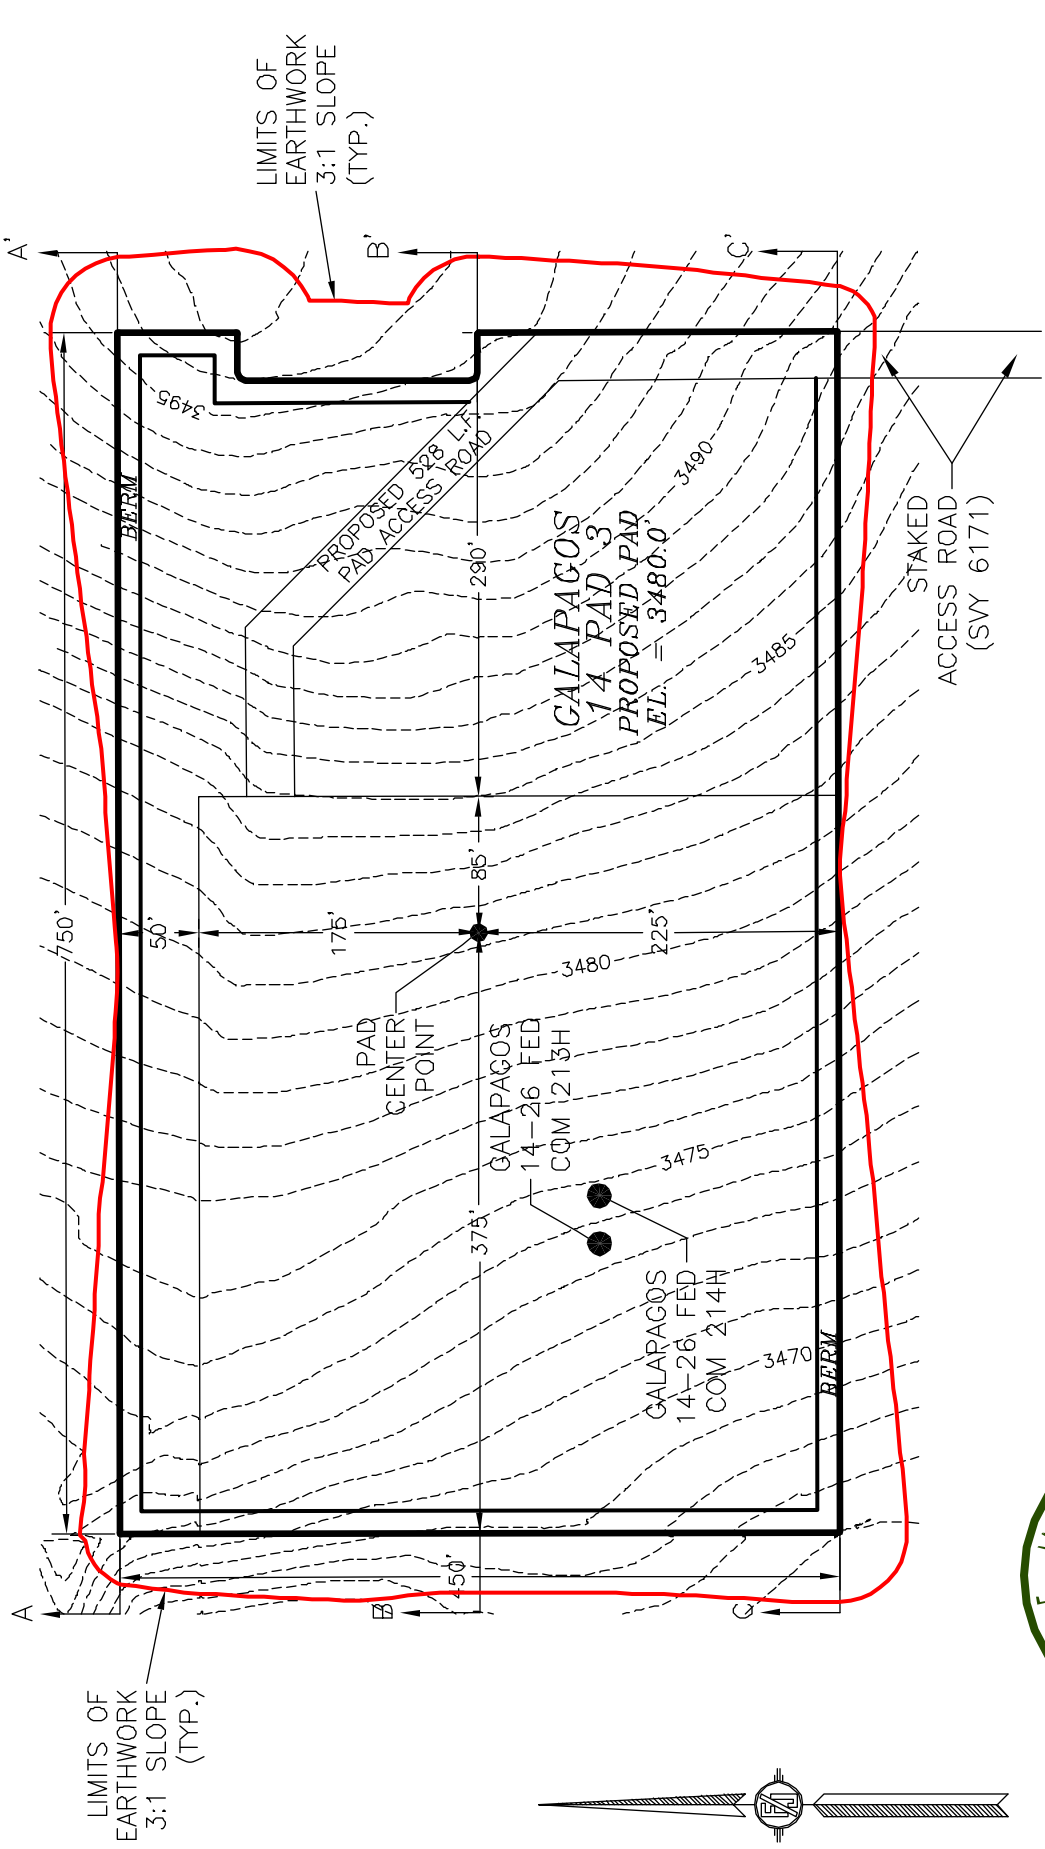 LIMITS OF
EARTHWORK
3:1 SLOPE
(TYP.)
A'
B'
C'
3495
BERM
750'
PROPOSED 528 L.F.
PAD ACCESS ROAD
290'
3490
GALAPAGOS
14 PAD 3
PROPOSED PAD
EL. = 3480.0'
3485
STAKED
ACCESS ROAD
(SVY 6171)
85'
50'
175'
225'
3480
PAD
CENTER
POINT
GALAPAGOS
14-26 FED
COM 213H
3475
375'
GALAPAGOS
14-26 FED
COM 214H
3470
BERM
450'
A
B
C
LIMITS OF
EARTHWORK
3:1 SLOPE
(TYP.)